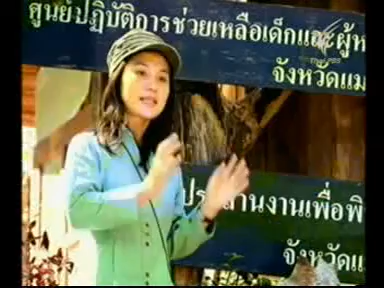 ศูนย์ปฏิบัติการช่วยเหลือเด็กและผู้ห
จังหวัดแม
ประสานงานเพื่อพิ
จังหวัดแ